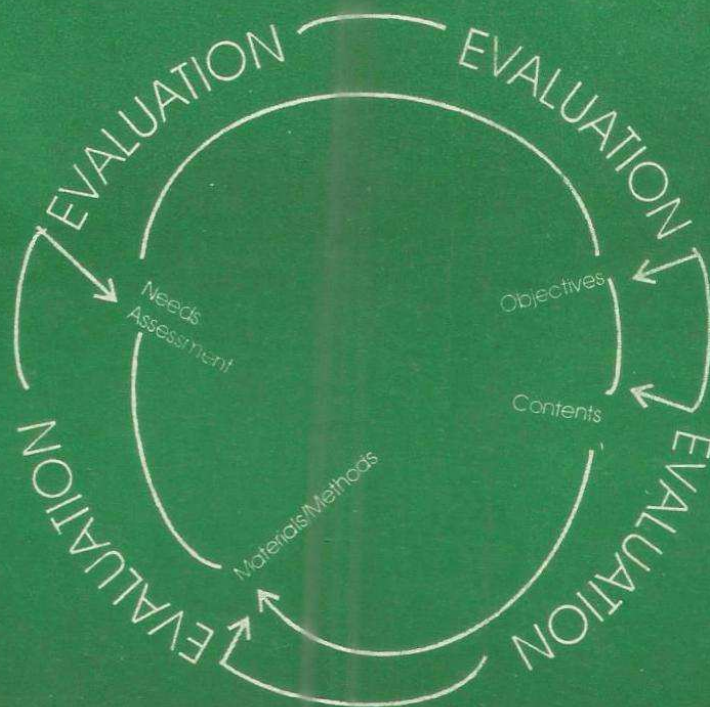 EVALUATION
EVALUATION
Needs
Assessment
Objectives
Contents
Materials/Methods
EVALUATION
EVALUATION